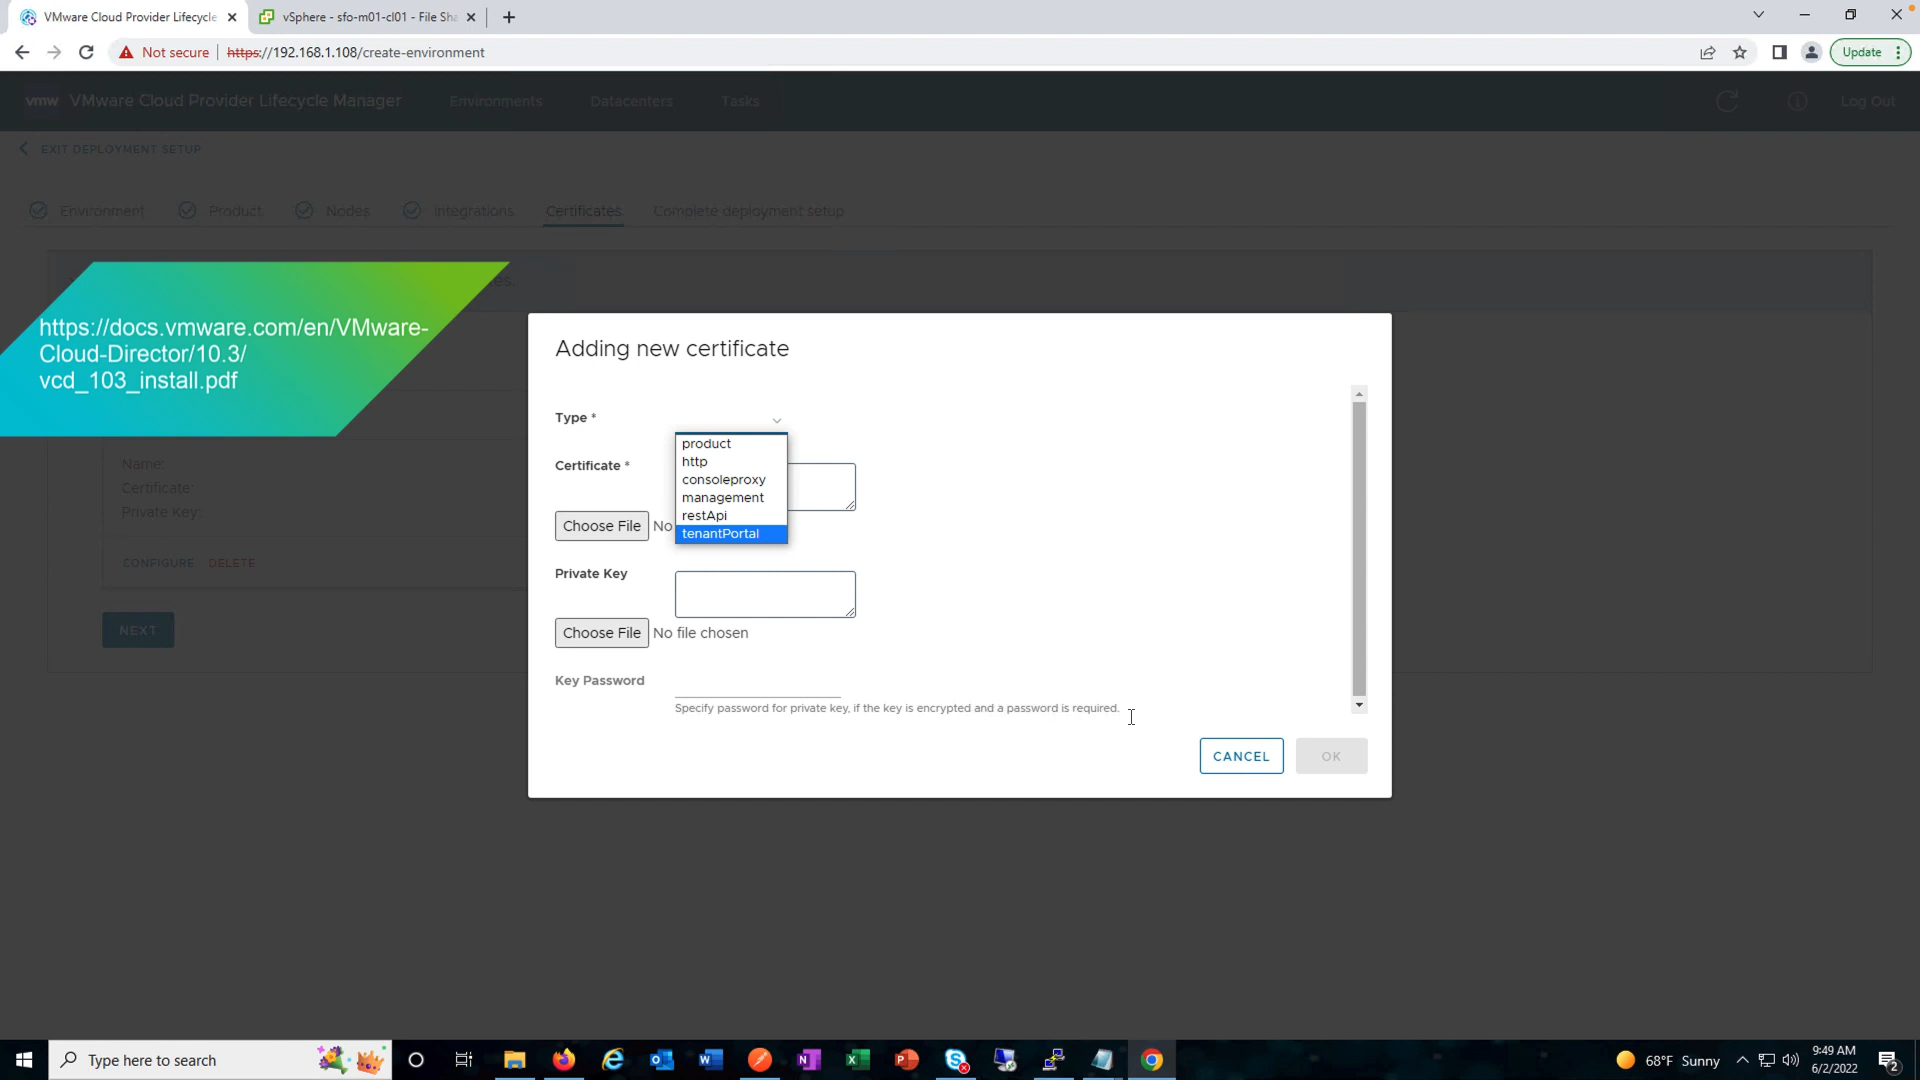 VMware Cloud Provider Lifecycle
vSphere - sfo-m01-cl01 - File Sha
Not secure
https://192.168.1.108/create-environment
Update
vmw VMware Cloud Provider Lifecycle Manager Environments Datacenters Tasks Log Out
EXIT DEPLOYMENT SETUP
Environment Product Nodes Integrations Certificates Complete deployment setup
https://docs.vmware.com/en/VMware-
Cloud-Director/10.3/
vcd_103_install.pdf
Name:
Certificate:
Private Key:
CONFIGURE DELETE
NEXT
Adding new certificate
Type *
product
http
consoleproxy
management
restApi
tenantPortal
Certificate *
Choose File No
Private Key
Choose File No file chosen
Key Password
Specify password for private key, if the key is encrypted and a password is required.
CANCEL OK
Type here to search
68°F Sunny
9:49 AM
6/2/2022
2